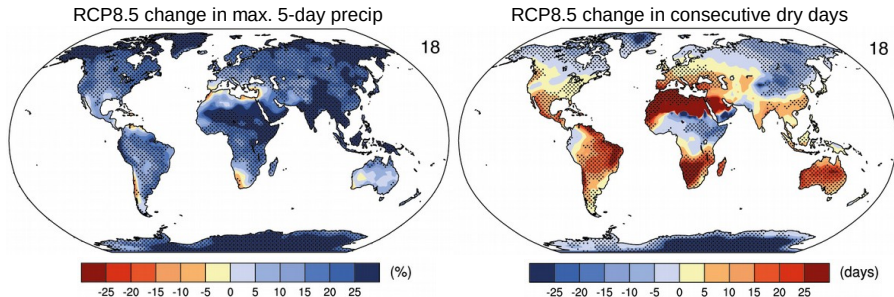 RCP8.5 change in max. 5-day precip
18
-25 -20 -15 -10 -5 0 5 10 15 20 25 (%)
RCP8.5 change in consecutive dry days
18
-25 -20 -15 -10 -5 0 5 10 15 20 25 (days)